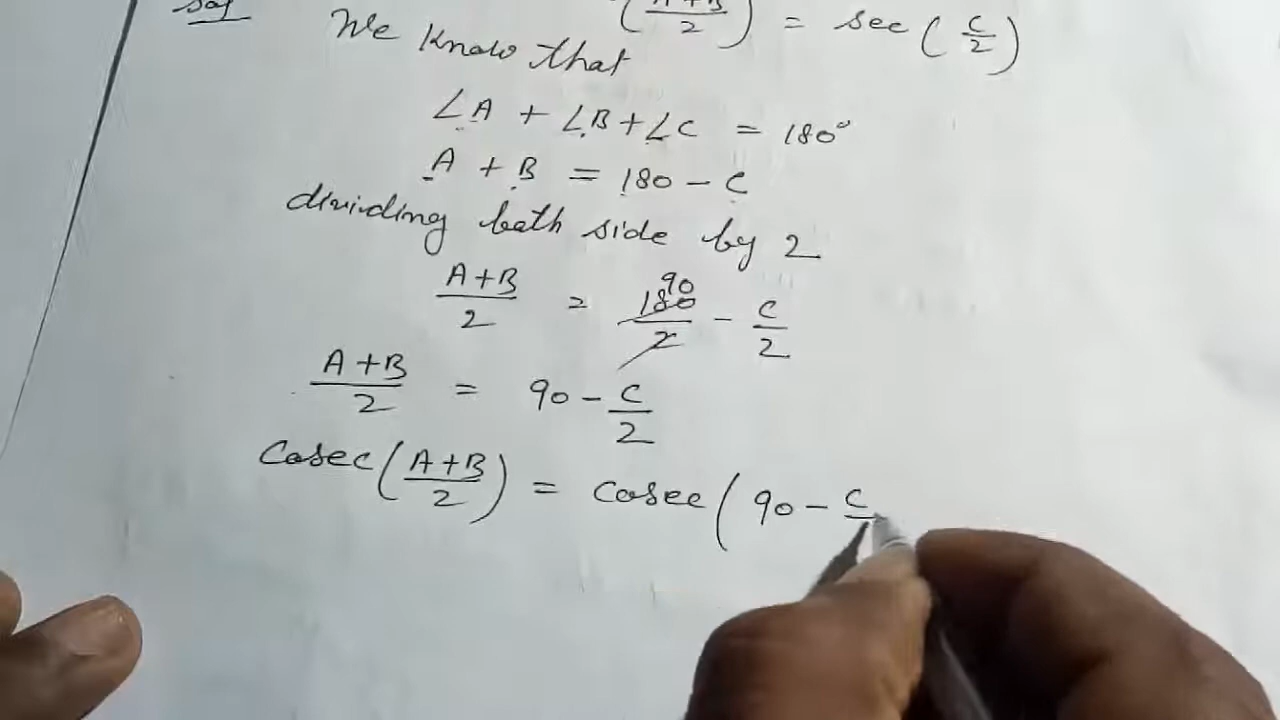 (A+B/2) = sec (C/2)
Sol We know that
∠A + ∠B + ∠C = 180°
A + B = 180 - C
dividing both side by 2
A+B/2 = 180/2 90 - C/2
A+B/2 = 90 - C/2
Cosec (A+B/2) = Cosec (90 - C